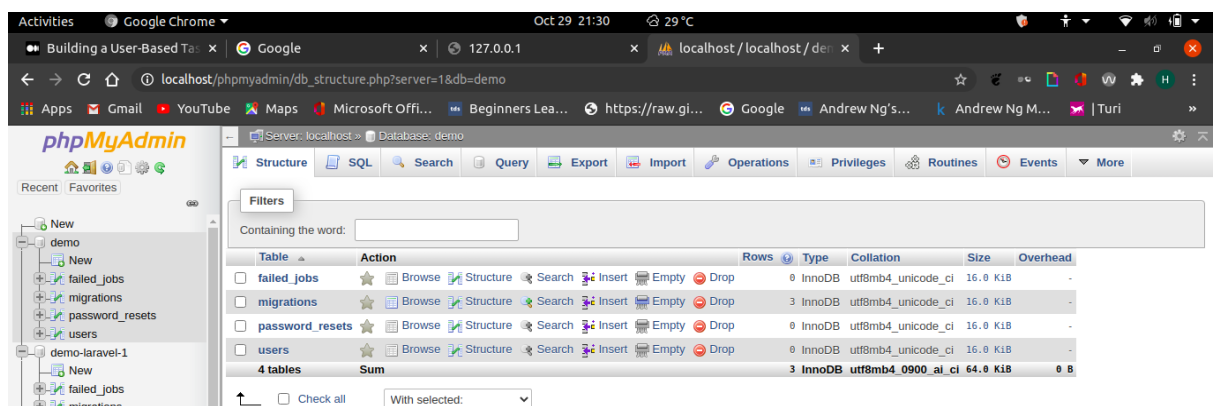 Activities Google Chrome ▾ Oct 29 21:30 29 °C
Building a User-Based Tas × Google × 127.0.0.1 × localhost / localhost / dem × +
localhost/phpmyadmin/db_structure.php?server=1&db=demo H
Apps Gmail YouTube Maps Microsoft Offi... Beginners Lea... https://raw.gi... Google Andrew Ng's... Andrew Ng M... | Turi »
phpMyAdmin
Recent Favorites
New
demo
New
failed_jobs
migrations
password_resets
users
demo-laravel-1
New
failed_jobs
migrations
Server: localhost » Database: demo
Structure SQL Search Query Export Import Operations Privileges Routines Events More
Filters
Containing the word:
Table Action Rows Type Collation Size Overhead
failed_jobs Browse Structure Search Insert Empty Drop 0 InnoDB utf8mb4_unicode_ci 16.0 KiB -
migrations Browse Structure Search Insert Empty Drop 3 InnoDB utf8mb4_unicode_ci 16.0 KiB -
password_resets Browse Structure Search Insert Empty Drop 0 InnoDB utf8mb4_unicode_ci 16.0 KiB -
users Browse Structure Search Insert Empty Drop 0 InnoDB utf8mb4_unicode_ci 16.0 KiB -
4 tables Sum 3 InnoDB utf8mb4_0900_ai_ci 64.0 KiB 0 B
Check all With selected: